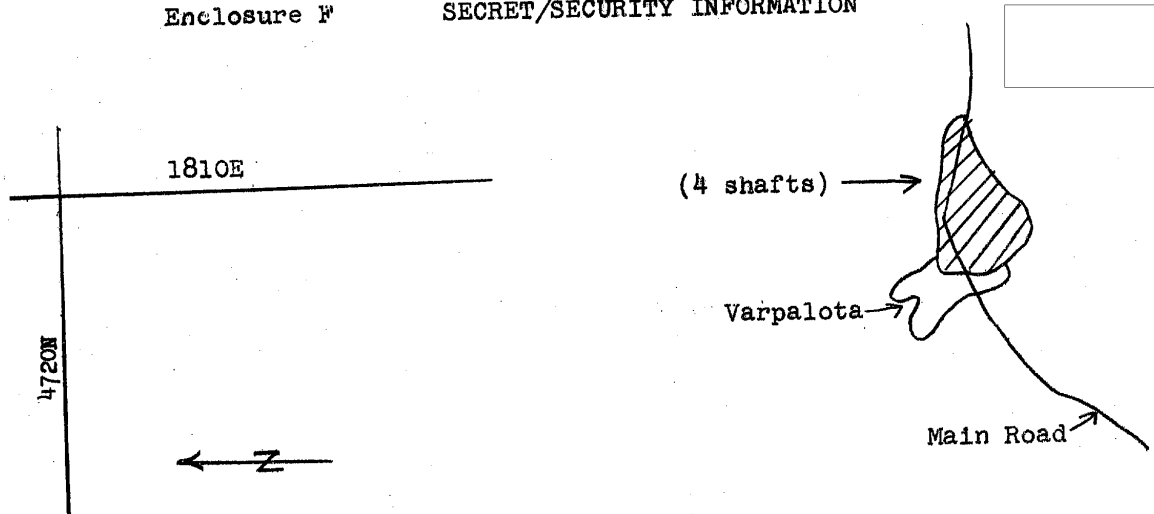 Enclosure F SECRET/SECURITY INFORMATION
1810E
(4 shafts)
Varpalota
4720N
Main Road
N